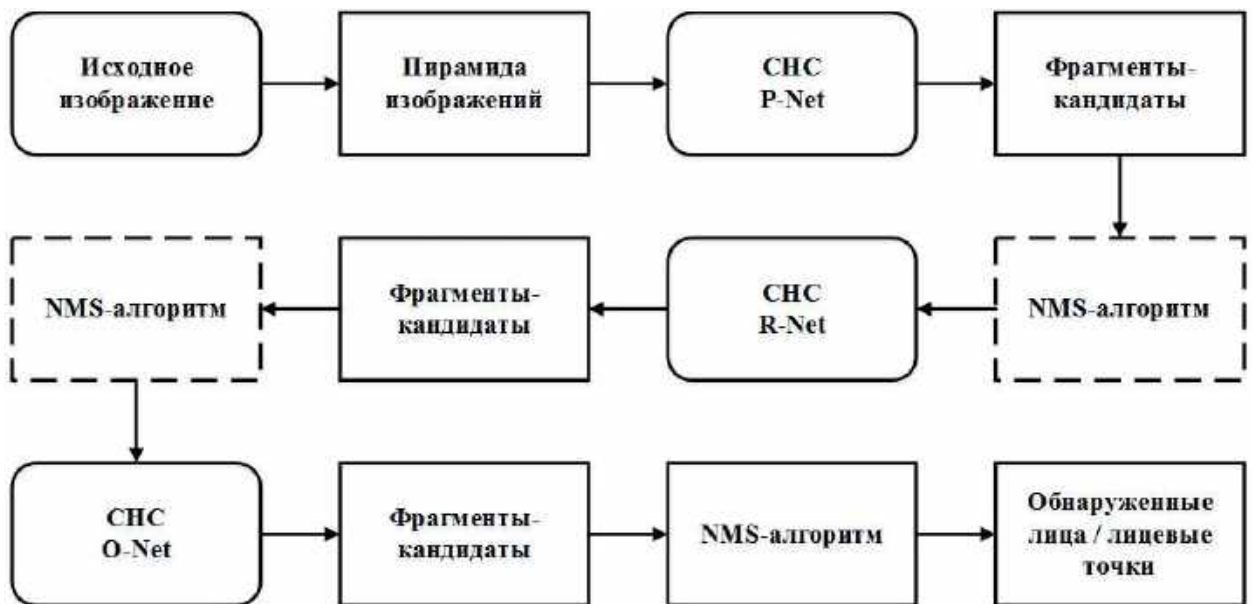 Исходное
изображение
Пирамида
изображений
СНС
P-Net
Фрагменты-
кандидаты
NMS-алгоритм
Фрагменты-
кандидаты
СНС
R-Net
NMS-алгоритм
СНС
O-Net
Фрагменты-
кандидаты
NMS-алгоритм
Обнаруженные
лица / лицевые
точки